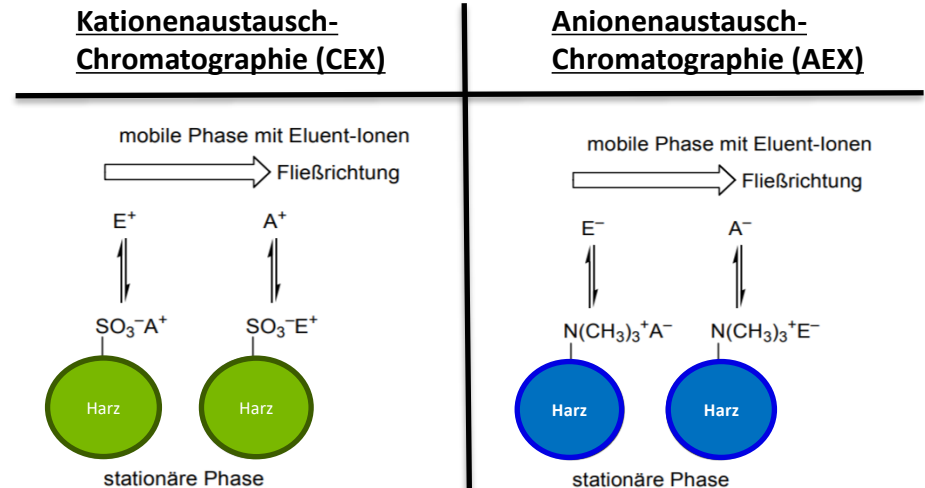 Kationenaustausch-
Chromatographie (CEX)
mobile Phase mit Eluent-Ionen
Fließrichtung
E⁺
A⁺
SO₃⁻A⁺
SO₃⁻E⁺
Harz
Harz
stationäre Phase
Anionenaustausch-
Chromatographie (AEX)
mobile Phase mit Eluent-Ionen
Fließrichtung
E⁻
A⁻
N(CH₃)₃⁺A⁻
N(CH₃)₃⁺E⁻
Harz
Harz
stationäre Phase